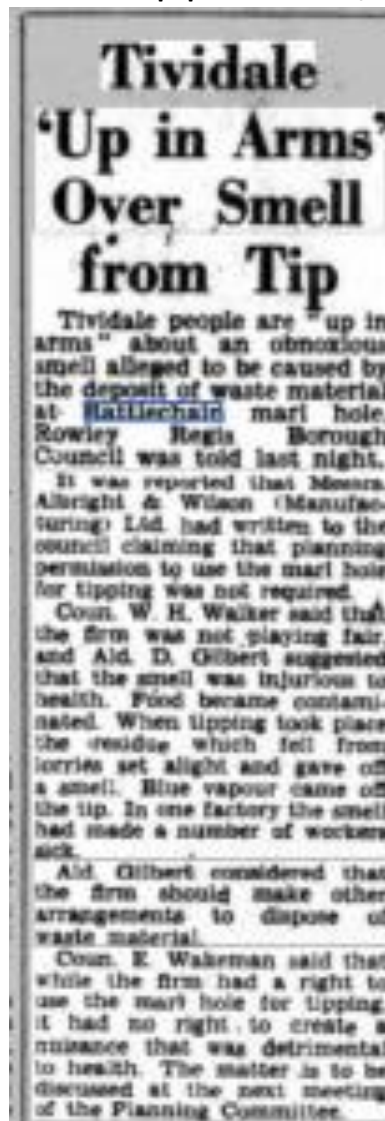 Tividale
'Up in Arms'
Over Smell
from Tip
Tividale people are "up in
arms" about an obnoxious
smell alleged to be caused by
the deposit of waste material
at Rattlechain marl hole
Rowley Regis Borough
Council was told last night.
It was reported that Messrs.
Albright & Wilson (Manufac-
turing) Ltd. had written to the
council claiming that planning
permission to use the marl hole
for tipping was not required.
Coun. W. H. Walker said that
the firm was not playing fair
and Ald. D. Gilbert suggested
that the smell was injurious to
health. Food became contami-
nated. When tipping took place
the residue which fell from
lorries set alight and gave off
a smell. Blue vapour came off
the tip. In one factory the smell
had made a number of workers
sick.
Ald. Gilbert considered that
the firm should make other
arrangements to dispose of
waste material.
Coun. E. Wakeman said that
while the firm had a right to
use the marl hole for tipping
it had no right to create a
nuisance that was detrimental
to health. The matter is to be
discussed at the next meeting
of the Planning Committee.